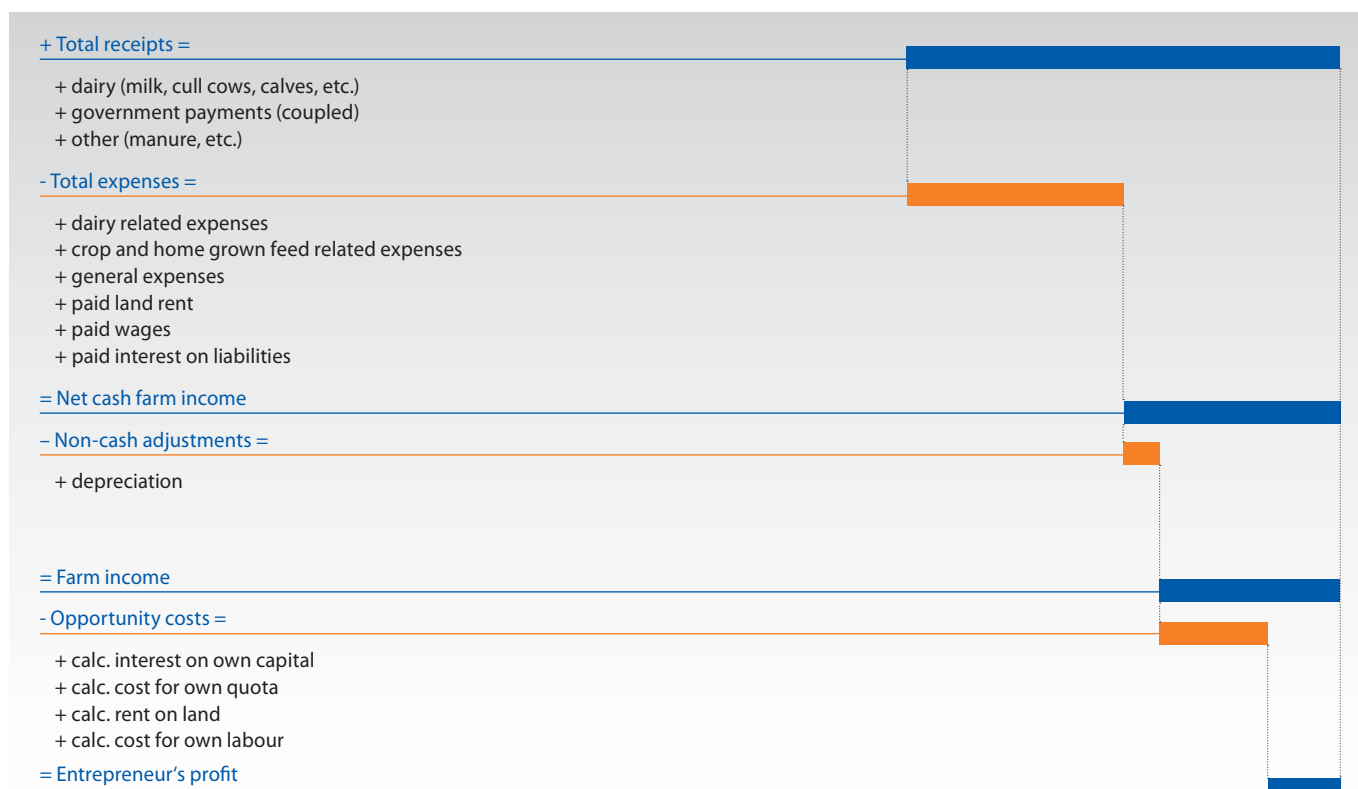 + Total receipts =
+ dairy (milk, cull cows, calves, etc.)
+ government payments (coupled)
+ other (manure, etc.)
- Total expenses =
+ dairy related expenses
+ crop and home grown feed related expenses
+ general expenses
+ paid land rent
+ paid wages
+ paid interest on liabilities
= Net cash farm income
– Non-cash adjustments =
+ depreciation
= Farm income
- Opportunity costs =
+ calc. interest on own capital
+ calc. cost for own quota
+ calc. rent on land
+ calc. cost for own labour
= Entrepreneur‘s profit